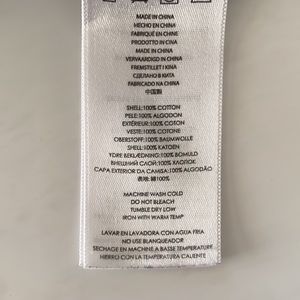 MADE IN CHINA
HECHO EN CHINA
FABRIQUÉ EN CHINE
PRODOTTO IN CINA
MADE IN CHINA
VERVAARDIGD IN CHINA
FREMSTILLET I KINA
СДЕЛАНО В КИТА
FABRICADO NA CHINA
中国製
SHELL:100% COTTON
PELE:100% ALGODON
EXTÉRIEUR:100% COTON
VESTE:100% COTONE
OBERSTOFF:100% BAUMWOLLE
SHELL:100% KATOEN
YDRE BEKLÆDNING:100% BOMULD
ВНЕШНИЙ СЛОЙ:100% ХЛОПОК
CAPA EXTERIOR DA CAMISA:100% ALGODÃO
表地:綿100%
MACHINE WASH COLD
DO NOT BLEACH
TUMBLE DRY LOW
IRON WITH WARM TEMP
LAVAR EN LAVADORA CON AGUA FRIA
NO USE BLANQUEADOR
SECHAGE EN MACHINE A BASSE TEMPERATURE
HIERRO CON LA TEMPERATURA CALIENTE